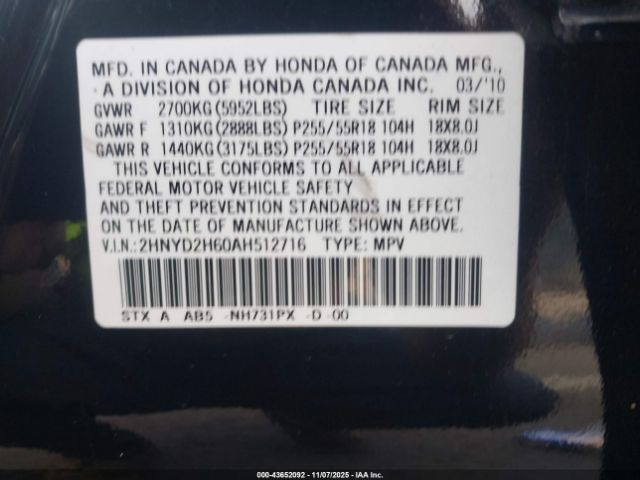 MFD. IN CANADA BY HONDA OF CANADA MFG.,
A DIVISION OF HONDA CANADA INC. 03/'10
GVWR 2700KG(5952LBS) TIRE SIZE RIM SIZE
GAWR F 1310KG(2888LBS)P255/55R18 104H 18X8.0J
GAWR R 1440KG(3175LBS)P255/55R18 104H 18X8.0J
THIS VEHICLE CONFORMS TO ALL APPLICABLE
FEDERAL MOTOR VEHICLE SAFETY
AND THEFT PREVENTION STANDARDS IN EFFECT
ON THE DATE OF MANUFACTURE SHOWN ABOVE.
V.I.N.:2HNYD2H60AH512716 TYPE: MPV
STX A AB5 -NH731PX -D -00
000-43652092 - 11/07/2025 - IAA Inc.